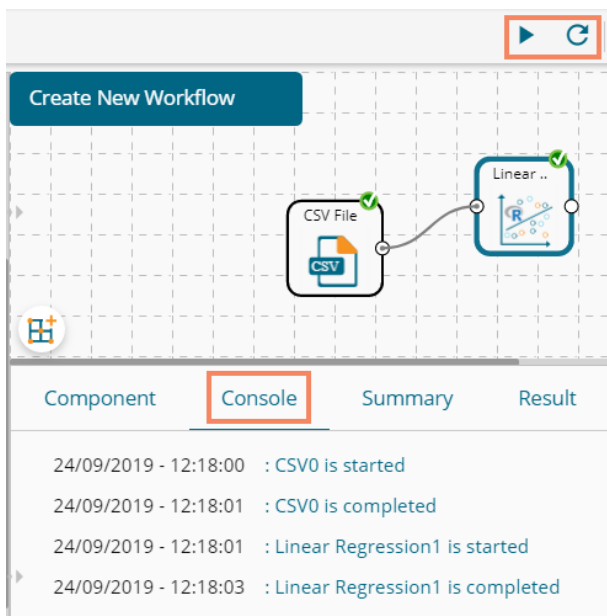 Create New Workflow
Linear ..
R
CSV File
CSV
Component Console Summary Result
24/09/2019 - 12:18:00 : CSV0 is started
24/09/2019 - 12:18:01 : CSV0 is completed
24/09/2019 - 12:18:01 : Linear Regression1 is started
24/09/2019 - 12:18:03 : Linear Regression1 is completed